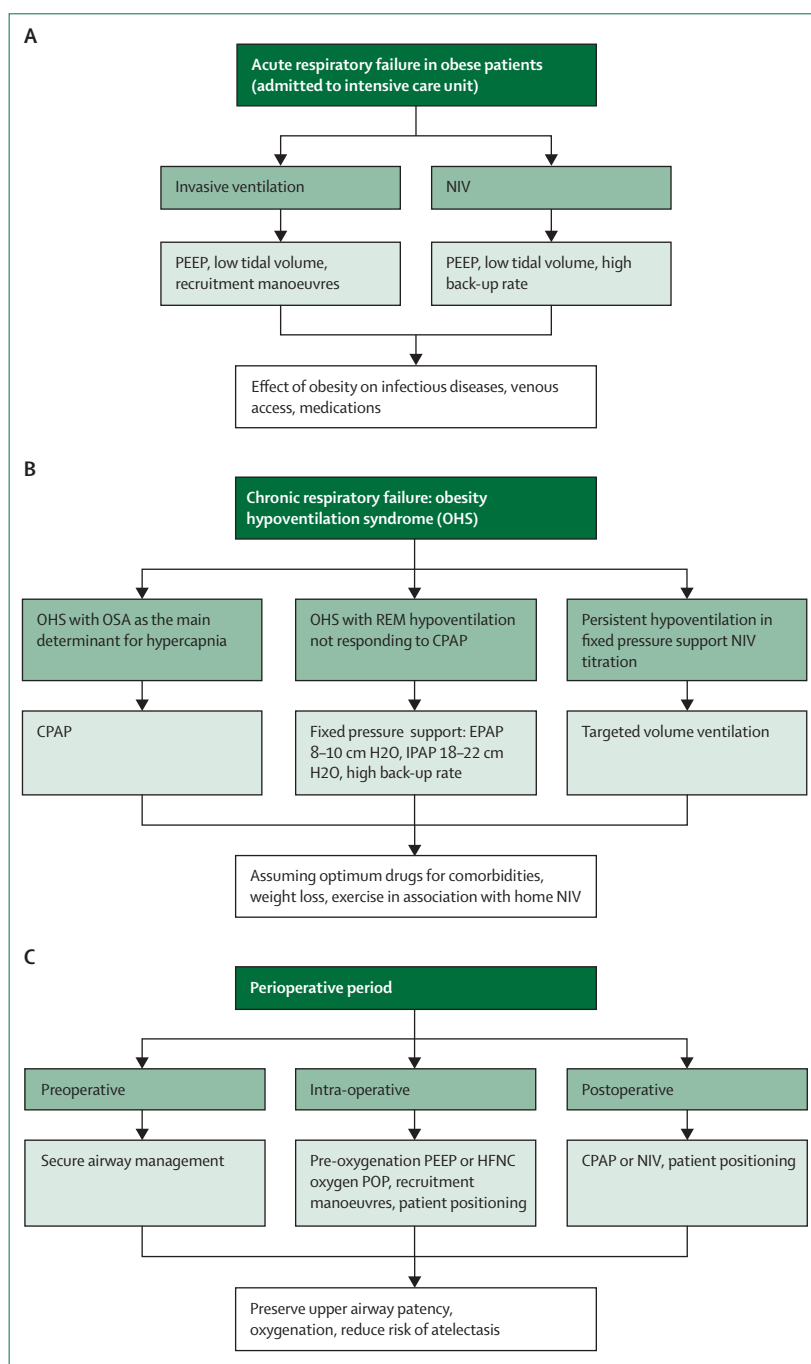 A
Acute respiratory failure in obese patients
(admitted to intensive care unit)
Invasive ventilation
NIV
PEEP, low tidal volume,
recruitment manoeuvres
PEEP, low tidal volume, high
back-up rate
Effect of obesity on infectious diseases, venous
access, medications
B
Chronic respiratory failure: obesity
hypoventilation syndrome (OHS)
OHS with OSA as the main
determinant for hypercapnia
OHS with REM hypoventilation
not responding to CPAP
Persistent hypoventilation in
fixed pressure support NIV
titration
CPAP
Fixed pressure support: EPAP
8–10 cm H2O, IPAP 18–22 cm
H2O, high back-up rate
Targeted volume ventilation
Assuming optimum drugs for comorbidities,
weight loss, exercise in association with home NIV
C
Perioperative period
Preoperative
Intra-operative
Postoperative
Secure airway management
Pre-oxygenation PEEP or HFNC
oxygen POP, recruitment
manoeuvres, patient positioning
CPAP or NIV, patient positioning
Preserve upper airway patency,
oxygenation, reduce risk of atelectasis